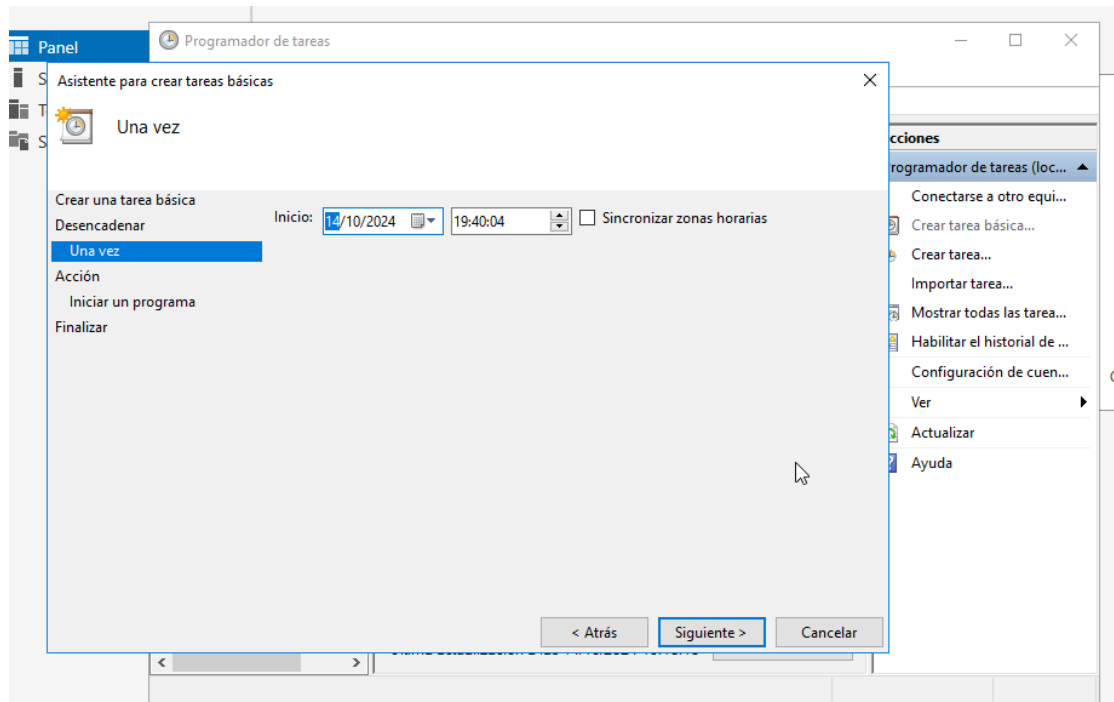 Panel
Programador de tareas
S
T
S
Asistente para crear tareas básicas
Una vez
Crear una tarea básica
Desencadenar
Una vez
Acción
Iniciar un programa
Finalizar
Inicio: 14/10/2024 19:40:04 Sincronizar zonas horarias
< Atrás Siguiente > Cancelar
cciones
rogramador de tareas (loc...
Conectarse a otro equi...
Crear tarea básica...
Crear tarea...
Importar tarea...
Mostrar todas las tarea...
Habilitar el historial de ...
Configuración de cuen...
Ver
Actualizar
Ayuda